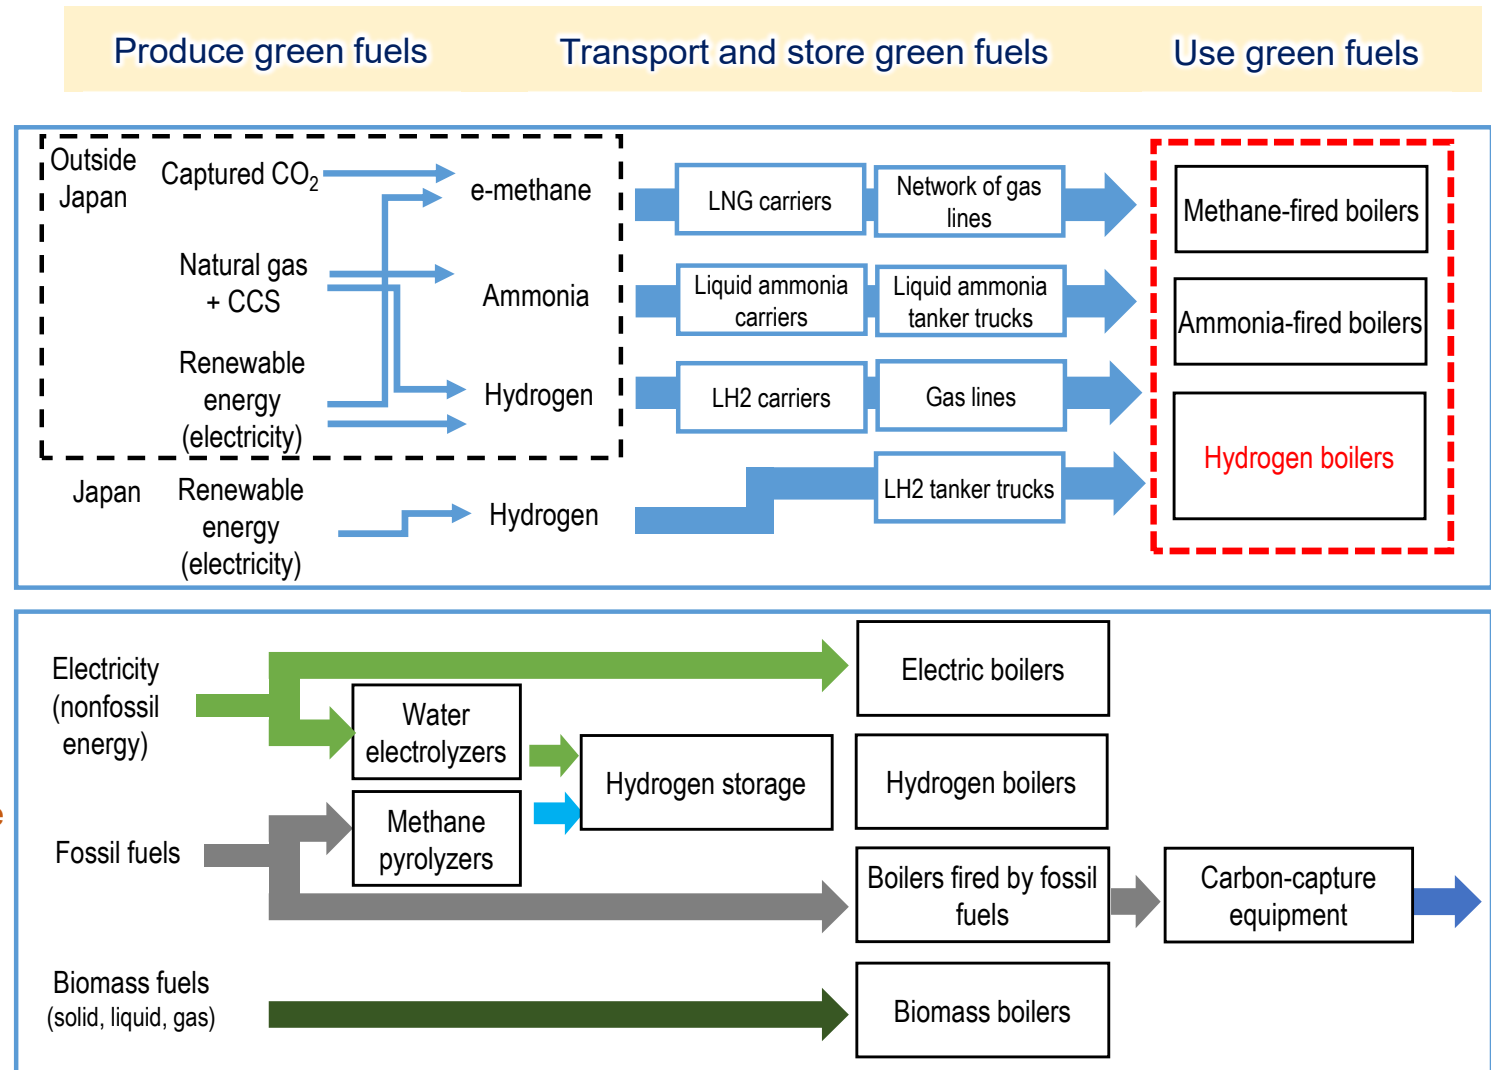 Produce green fuels
Transport and store green fuels
Use green fuels
Outside
Japan
Captured CO₂
e-methane
LNG carriers
Network of gas
lines
Methane-fired boilers
Natural gas
+ CCS
Ammonia
Liquid ammonia
carriers
Liquid ammonia
tanker trucks
Ammonia-fired boilers
Renewable
energy
(electricity)
Hydrogen
LH2 carriers
Gas lines
Hydrogen boilers
Japan
Renewable
energy
(electricity)
Hydrogen
LH2 tanker trucks
Electricity
(nonfossil
energy)
Electric boilers
Water
electrolyzers
Hydrogen storage
Hydrogen boilers
Fossil fuels
Methane
pyrolyzers
Boilers fired by fossil
fuels
Carbon-capture
equipment
Biomass fuels
(solid, liquid, gas)
Biomass boilers